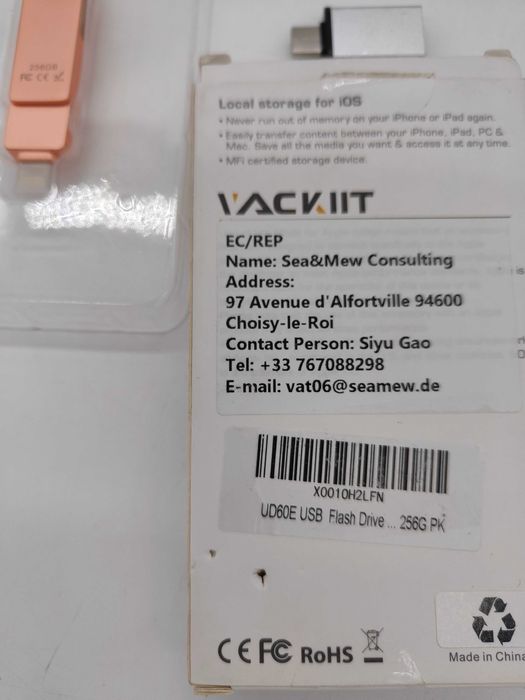 256GB
FC CE
Local storage for iOS
• Never run out of memory on your iPhone or iPad again.
• Easily transfer content between your iPhone, iPad, PC &
Mac. Save all the media you want & access it at any time.
• MFi certified storage device.
VACKIIT
EC/REP
Name: Sea&Mew Consulting
Address:
97 Avenue d'Alfortville 94600
Choisy-le-Roi
Contact Person: Siyu Gao
Tel: +33 767088298
E-mail: vat06@seamew.de
X0010H2LFN
UD60E USB Flash Drive ... 256G PK
CE FC RoHS
Made in China